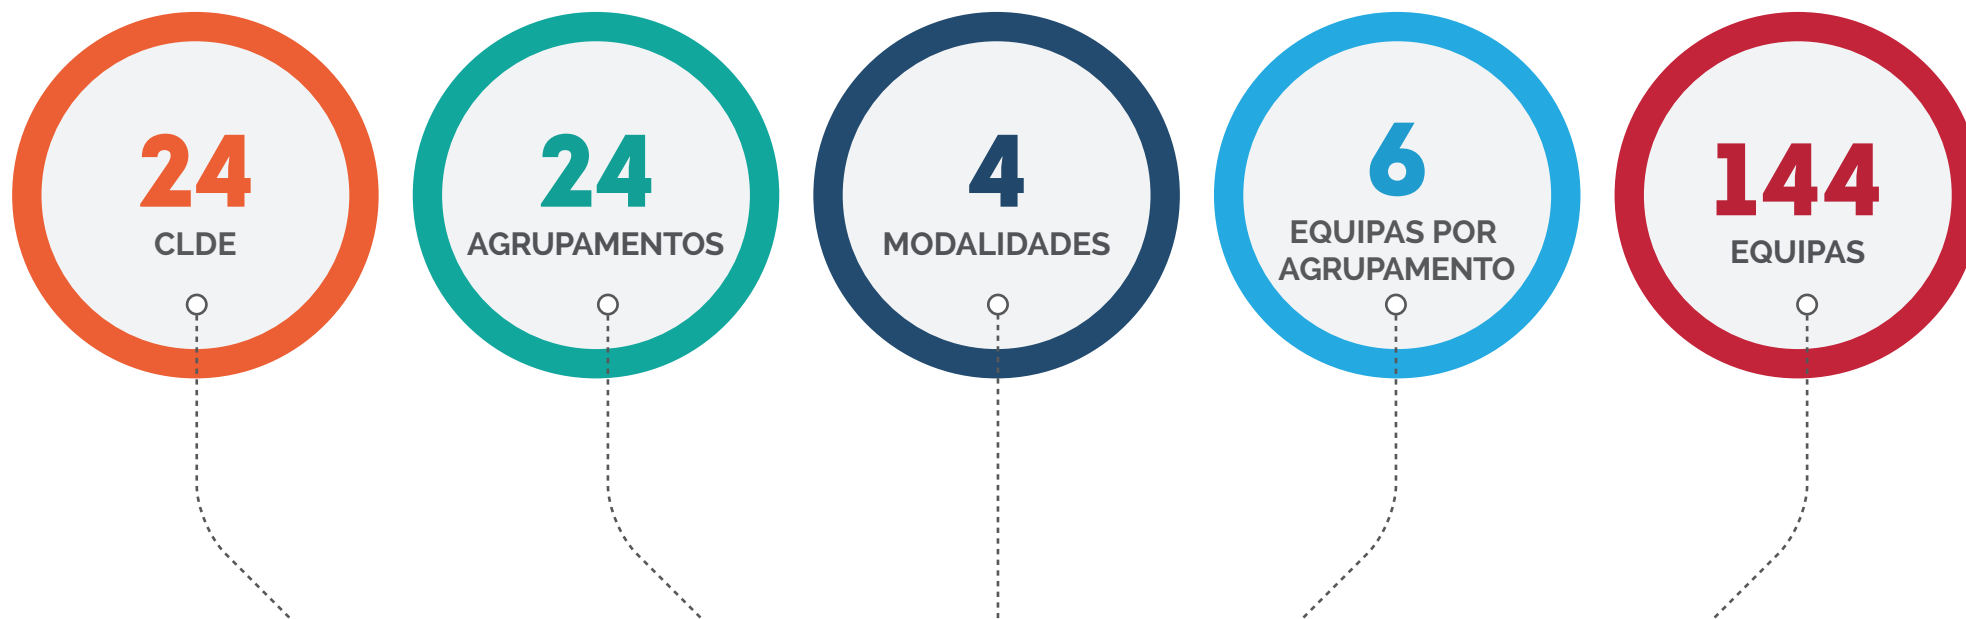 24
CLDE
24
AGRUPAMENTOS
4
MODALIDADES
6
EQUIPAS POR
AGRUPAMENTO
144
EQUIPAS